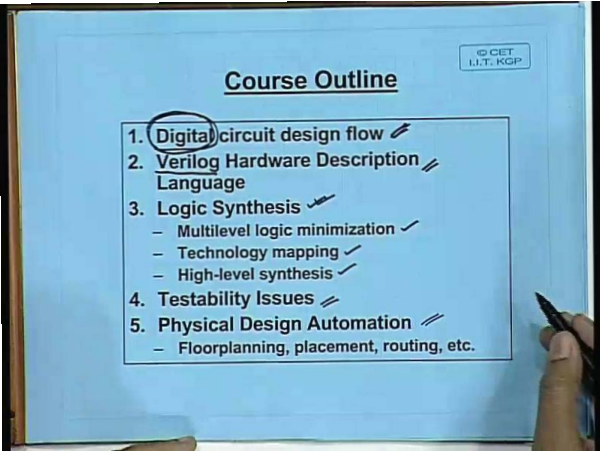 © CET
I.I.T. KGP
Course Outline
1. Digital circuit design flow
2. Verilog Hardware Description
Language
3. Logic Synthesis
– Multilevel logic minimization
– Technology mapping
– High-level synthesis
4. Testability Issues
5. Physical Design Automation
– Floorplanning, placement, routing, etc.